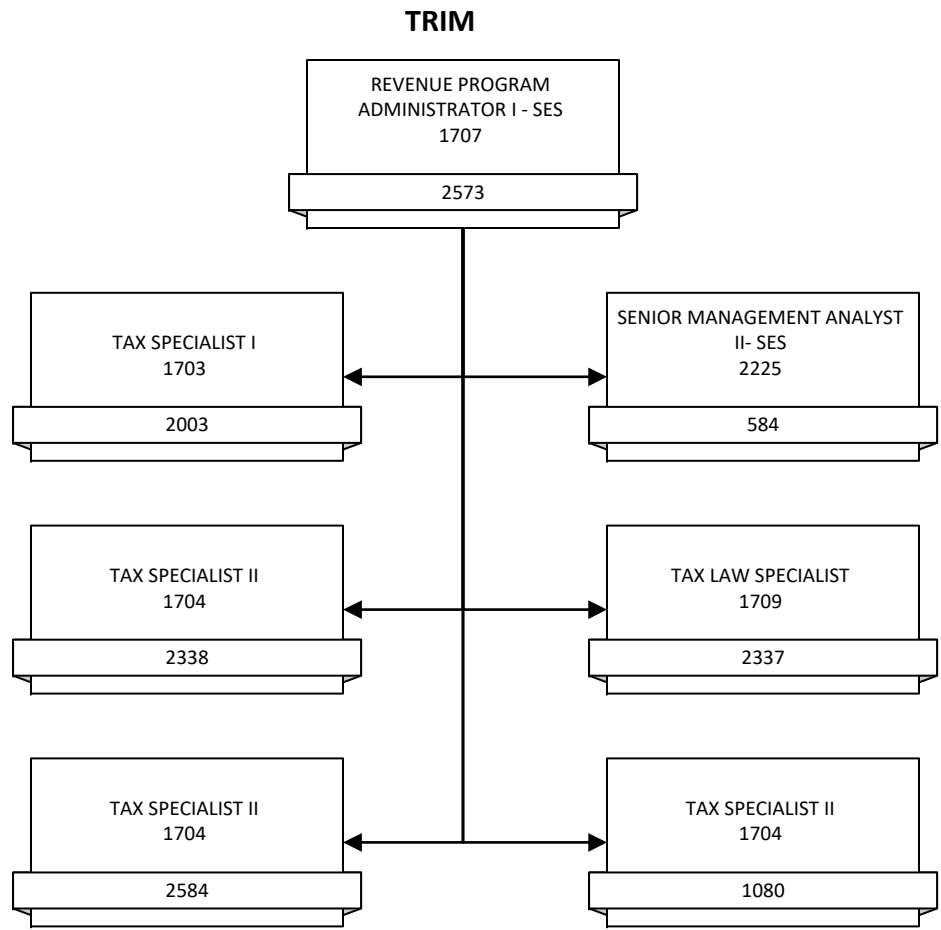 TRIM
REVENUE PROGRAM
ADMINISTRATOR I - SES
1707
2573
TAX SPECIALIST I
1703
2003
SENIOR MANAGEMENT ANALYST
II- SES
2225
584
TAX SPECIALIST II
1704
2338
TAX LAW SPECIALIST
1709
2337
TAX SPECIALIST II
1704
2584
TAX SPECIALIST II
1704
1080